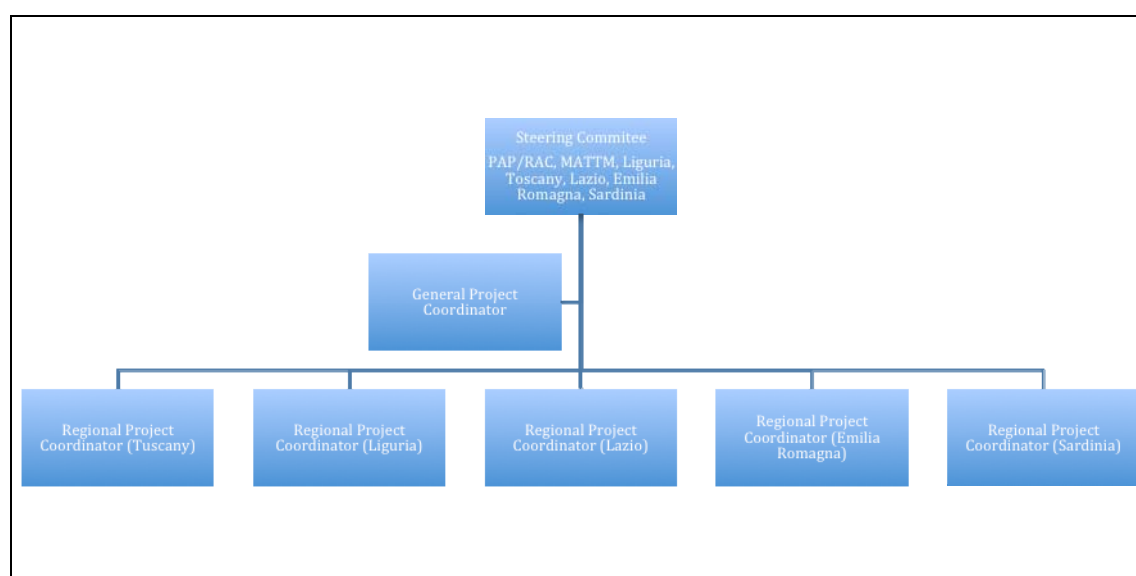 Steering Commitee
PAP/RAC, MATTM, Liguria,
Toscany, Lazio, Emilia
Romagna, Sardinia
General Project
Coordinator
Regional Project
Coordinator (Tuscany)
Regional Project
Coordinator (Liguria)
Regional Project
Coordinator (Lazio)
Regional Project
Coordinator (Emilia
Romagna)
Regional Project
Coordinator (Sardinia)